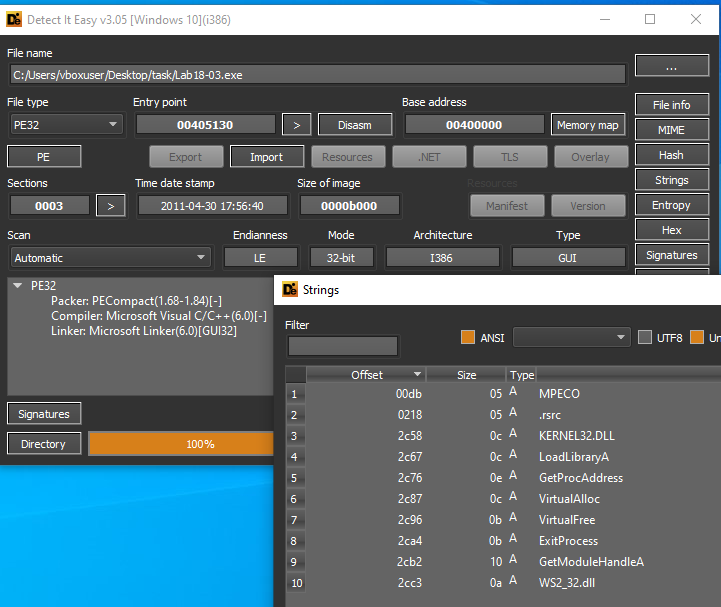 Detect It Easy v3.05 [Windows 10](i386)
File name
C:/Users/vboxuser/Desktop/task/Lab18-03.exe
...
File type
Entry point
Base address
File info
PE32
00405130
>
Disasm
00400000
Memory map
MIME
PE
Export
Import
Resources
.NET
TLS
Overlay
Hash
Sections
Time date stamp
Size of image
Resources
Strings
0003
>
2011-04-30 17:56:40
0000b000
Manifest
Version
Entropy
Scan
Endianness
Mode
Architecture
Type
Hex
Automatic
LE
32-bit
I386
GUI
Signatures
PE32
Packer: PECompact(1.68-1.84)[-]
Compiler: Microsoft Visual C/C++(6.0)[-]
Linker: Microsoft Linker(6.0)[GUI32]
Signatures
Directory
100%
Strings
Filter
ANSI
UTF8
Un
Offset Size Type
1 00db 05 A MPECO
2 0218 05 A .rsrc
3 2c58 0c A KERNEL32.DLL
4 2c67 0c A LoadLibraryA
5 2c76 0e A GetProcAddress
6 2c87 0c A VirtualAlloc
7 2c96 0b A VirtualFree
8 2ca4 0b A ExitProcess
9 2cb2 10 A GetModuleHandleA
10 2cc3 0a A WS2_32.dll